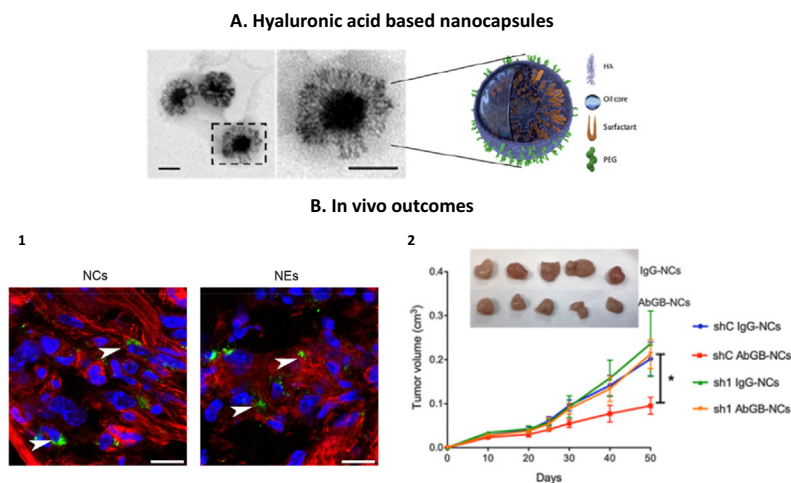 A. Hyaluronic acid based nanocapsules
HA
Oil core
Surfactant
PEG
B. In vivo outcomes
1
NCs
NEs
2
IgG-NCs
AbGB-NCs
Tumor volume (cm³)
0.4
0.3
0.2
0.1
0.0
0 10 20 30 40 50
Days
shC IgG-NCs
shC AbGB-NCs
sh1 IgG-NCs
sh1 AbGB-NCs
*